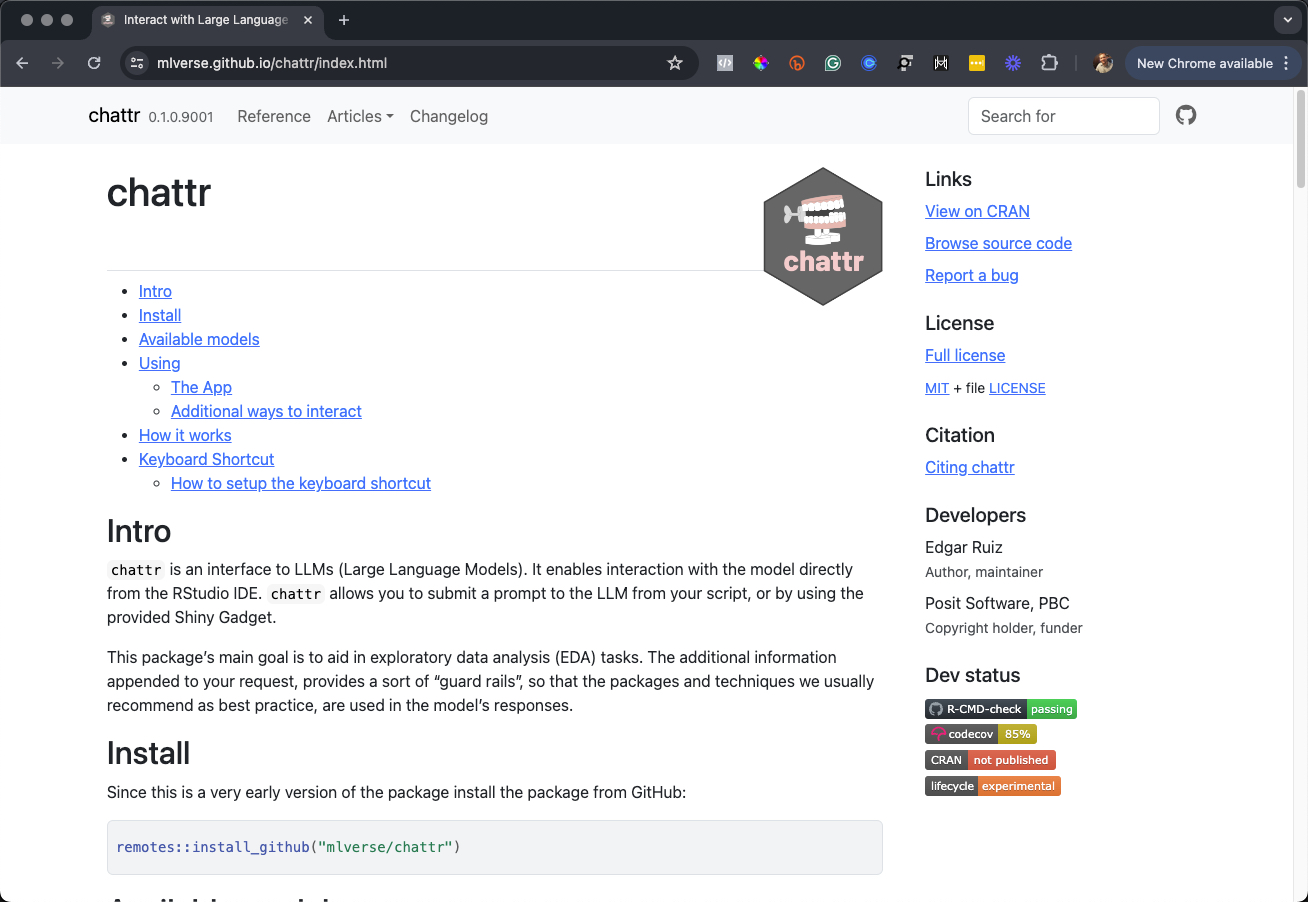 Interact with Large Language
mlverse.github.io/chattr/index.html
New Chrome available
chattr 0.1.0.9001 Reference Articles Changelog
Search for
chattr
chattr
Intro
Install
Available models
Using
The App
Additional ways to interact
How it works
Keyboard Shortcut
How to setup the keyboard shortcut
Intro
chattr is an interface to LLMs (Large Language Models). It enables interaction with the model directly
from the RStudio IDE. chattr allows you to submit a prompt to the LLM from your script, or by using the
provided Shiny Gadget.
This package’s main goal is to aid in exploratory data analysis (EDA) tasks. The additional information
appended to your request, provides a sort of “guard rails”, so that the packages and techniques we usually
recommend as best practice, are used in the model’s responses.
Install
Since this is a very early version of the package install the package from GitHub:
remotes::install_github("mlverse/chattr")
Links
View on CRAN
Browse source code
Report a bug
License
Full license
MIT + file LICENSE
Citation
Citing chattr
Developers
Edgar Ruiz
Author, maintainer
Posit Software, PBC
Copyright holder, funder
Dev status
R-CMD-check passing
codecov 85%
CRAN not published
lifecycle experimental